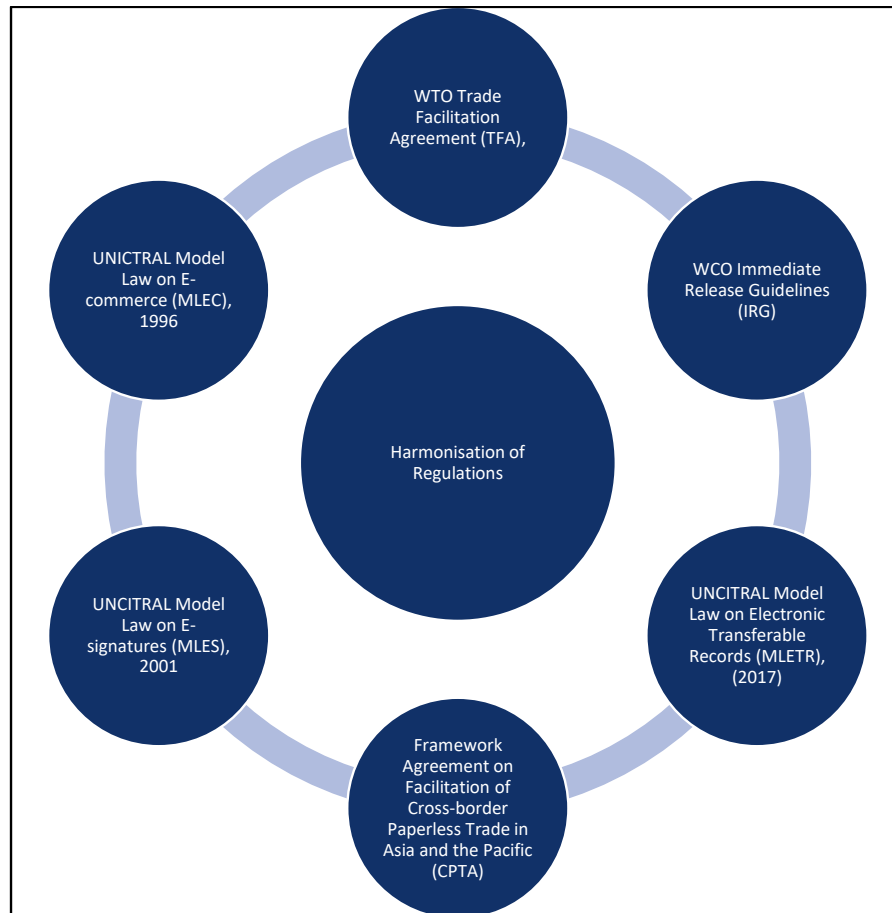 WTO Trade
Facilitation
Agreement (TFA),
WCO Immediate
Release Guidelines
(IRG)
UNCITRAL Model
Law on Electronic
Transferable
Records (MLETR),
(2017)
Framework
Agreement on
Facilitation of
Cross-border
Paperless Trade in
Asia and the Pacific
(CPTA)
UNCITRAL Model
Law on E-
signatures (MLES),
2001
UNICTRAL Model
Law on E-
commerce (MLEC),
1996
Harmonisation of
Regulations